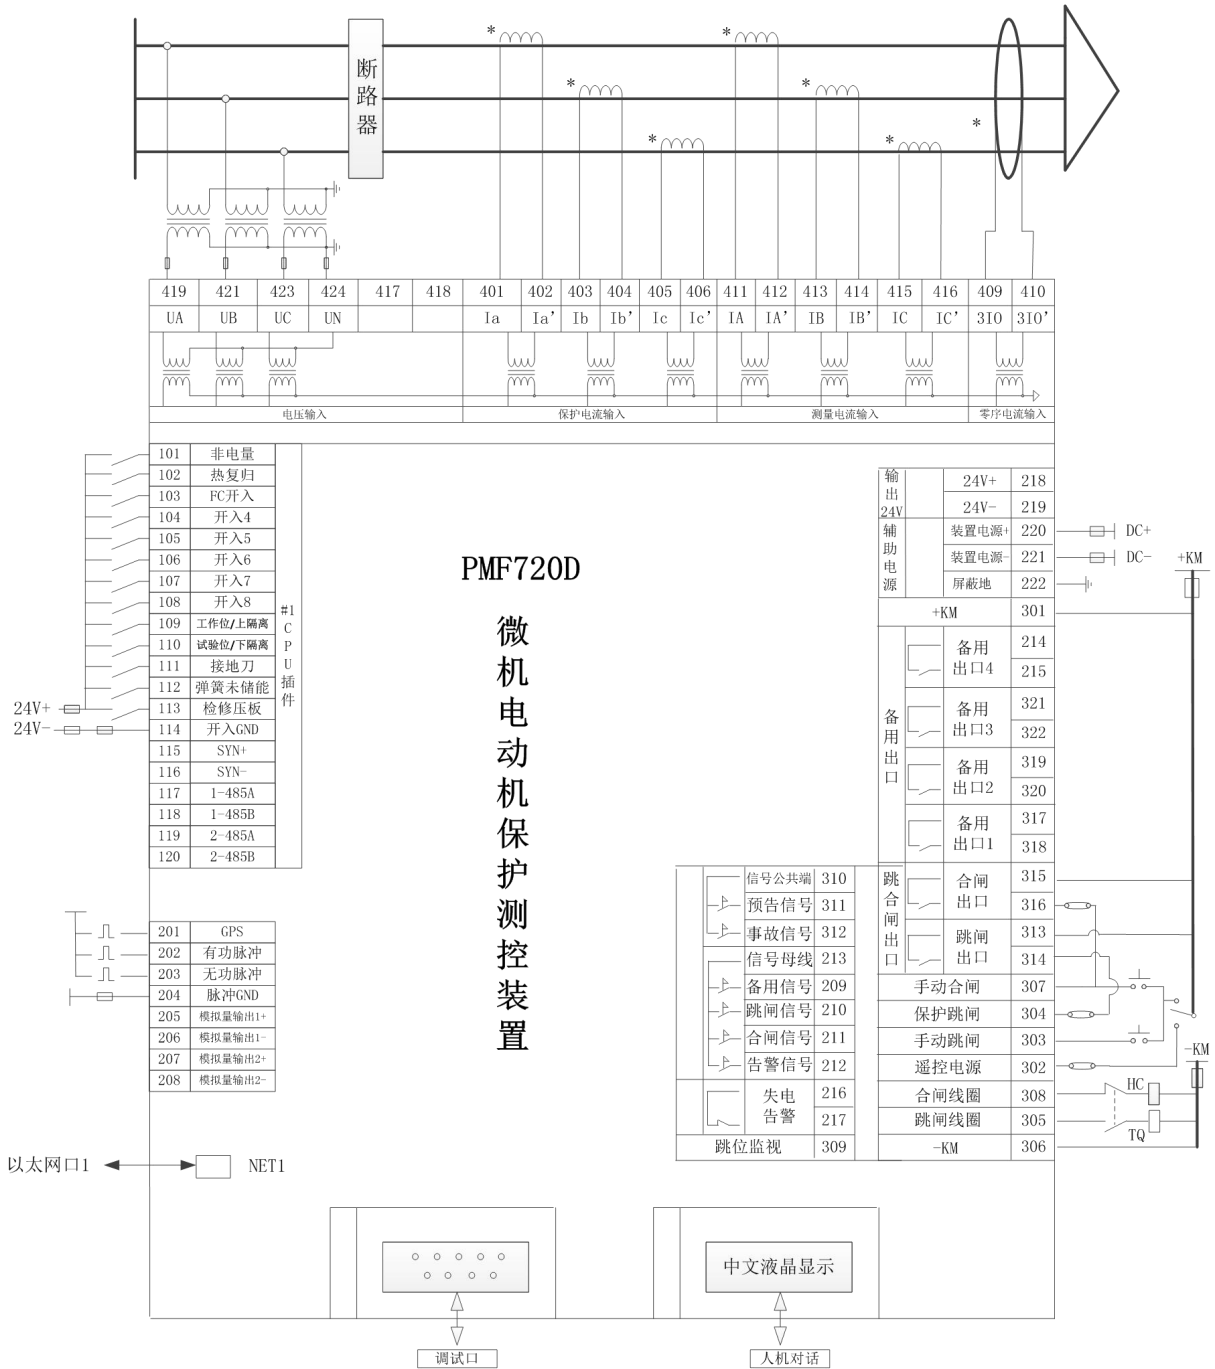 * * * * * * *
断路器
419 421 423 424 417 418 401 402 403 404 405 406 411 412 413 414 415 416 409 410
UA UB UC UN Ia Ia' Ib Ib' Ic Ic' IA IA' IB IB' IC IC' 3I0 3I0'
电压输入 保护电流输入 测量电流输入 零序电流输入
101 非电量
102 热复归
103 FC开入
104 开入4
105 开入5
106 开入6
107 开入7
108 开入8
109 工作位/上隔离
110 试验位/下隔离
111 接地刀
112 弹簧未储能
24V+ 113 检修压板
24V- 114 开入GND
115 SYN+
116 SYN-
117 1-485A
118 1-485B
119 2-485A
120 2-485B
#1CPU插件
201 GPS
202 有功脉冲
203 无功脉冲
204 脉冲GND
205 模拟量输出1+
206 模拟量输出1-
207 模拟量输出2+
208 模拟量输出2-
以太网口1 NET1
PMF720D
微机电动机保护测控装置
输出24V
24V+ 218
24V- 219
辅助电源
装置电源+ 220 DC+
装置电源- 221 DC-
屏蔽地 222
+KM
+KM 301
备用出口
备用出口4 214 215
备用出口3 321 322
备用出口2 319 320
备用出口1 317 318
跳合闸出口
合闸出口 315 316
跳闸出口 313 314
手动合闸 307
保护跳闸 304
手动跳闸 303
遥控电源 302
-KM
合闸线圈 308 HC
跳闸线圈 305 TQ
-KM 306
信号公共端 310
预告信号 311
事故信号 312
信号母线 213
备用信号 209
跳闸信号 210
合闸信号 211
告警信号 212
失电告警 216 217
跳位监视 309
中文液晶显示
调试口 人机对话